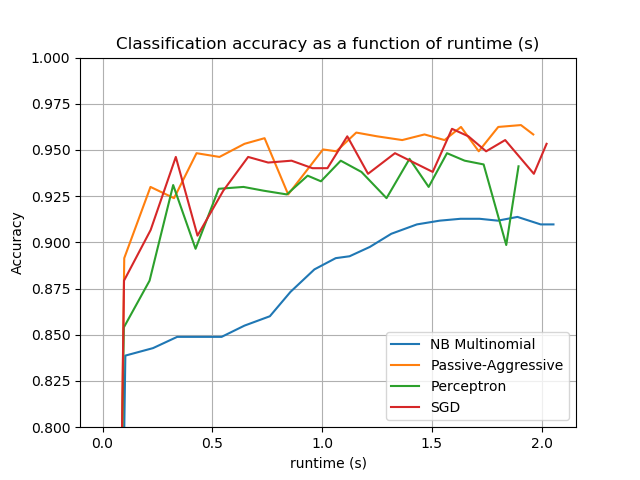 Classification accuracy as a function of runtime (s)
1.000
0.975
0.950
0.925
0.900
0.875
0.850
0.825
0.800
Accuracy
NB Multinomial
Passive-Aggressive
Perceptron
SGD
0.0 0.5 1.0 1.5 2.0
runtime (s)